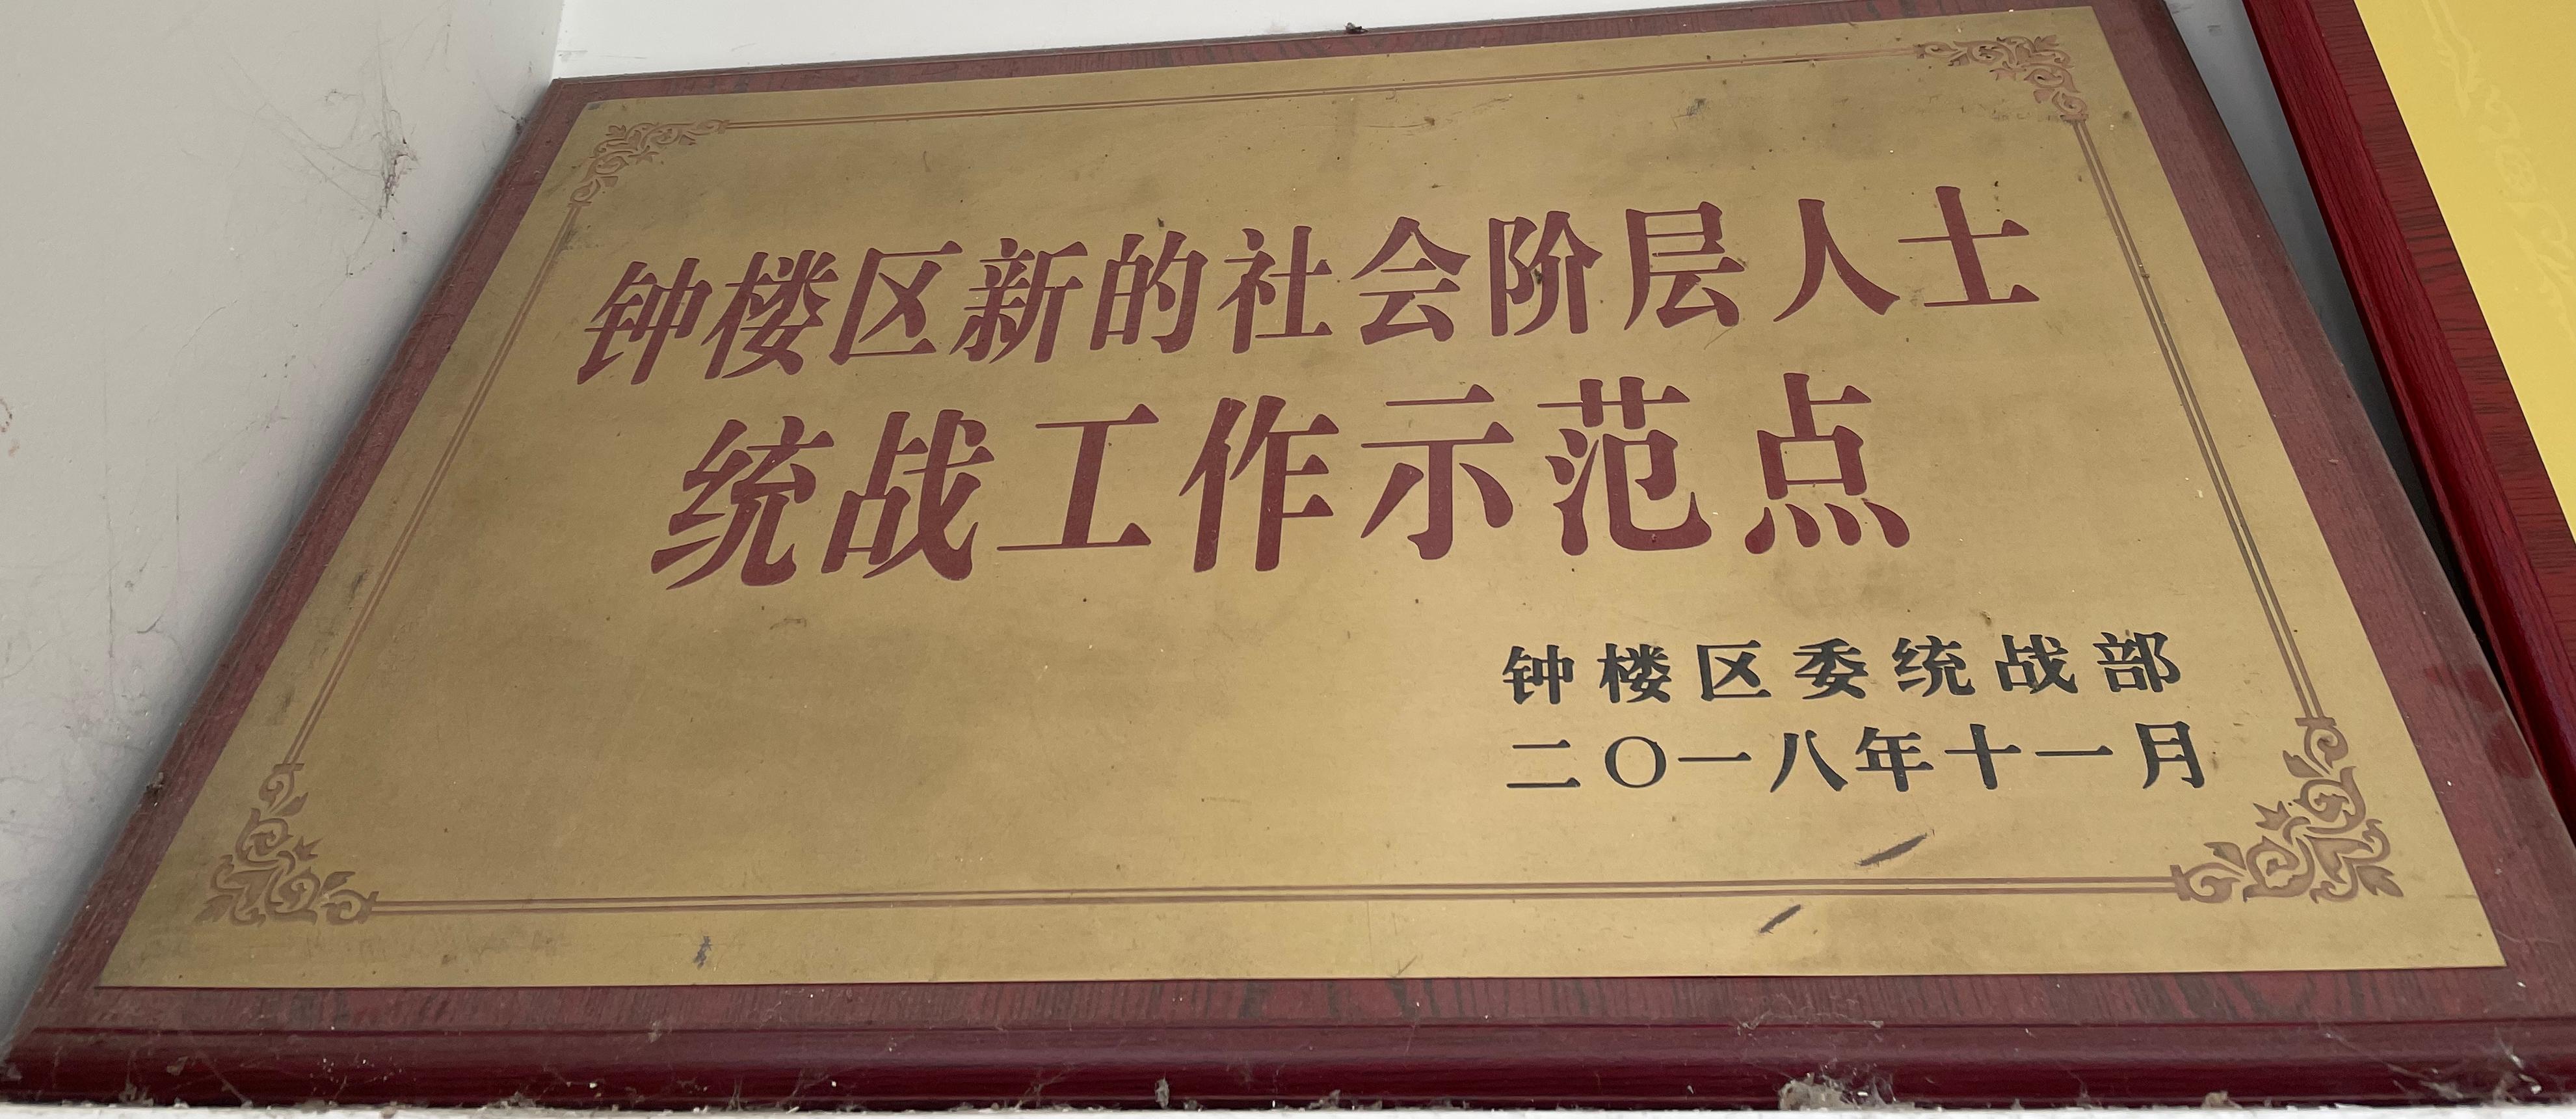 钟楼区新的社会阶层人士
统战工作示范点
钟楼区委统战部
二〇一八年十一月